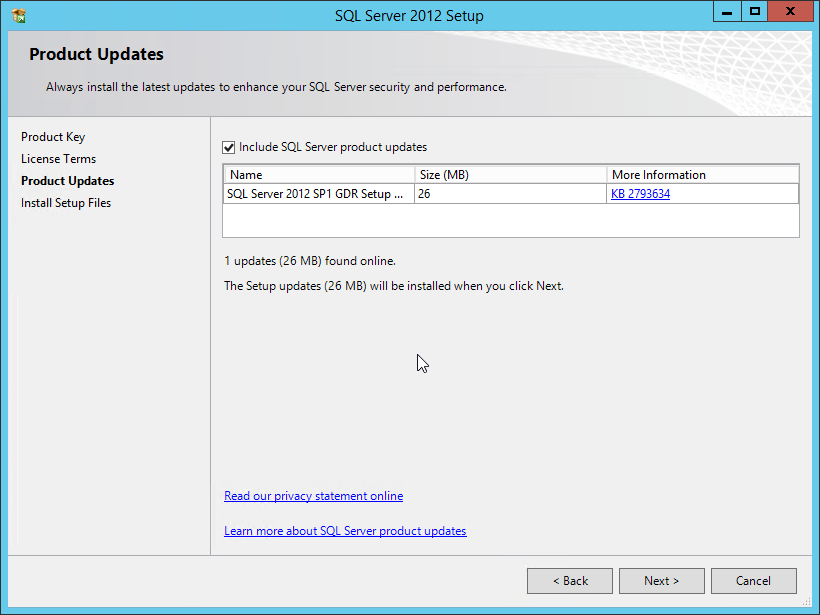 SQL Server 2012 Setup
Product Updates
Always install the latest updates to enhance your SQL Server security and performance.
Product Key
License Terms
Product Updates
Install Setup Files
Include SQL Server product updates
Name Size (MB) More Information
SQL Server 2012 SP1 GDR Setup ... 26 KB 2793634
1 updates (26 MB) found online.
The Setup updates (26 MB) will be installed when you click Next.
Read our privacy statement online
Learn more about SQL Server product updates
< Back Next > Cancel